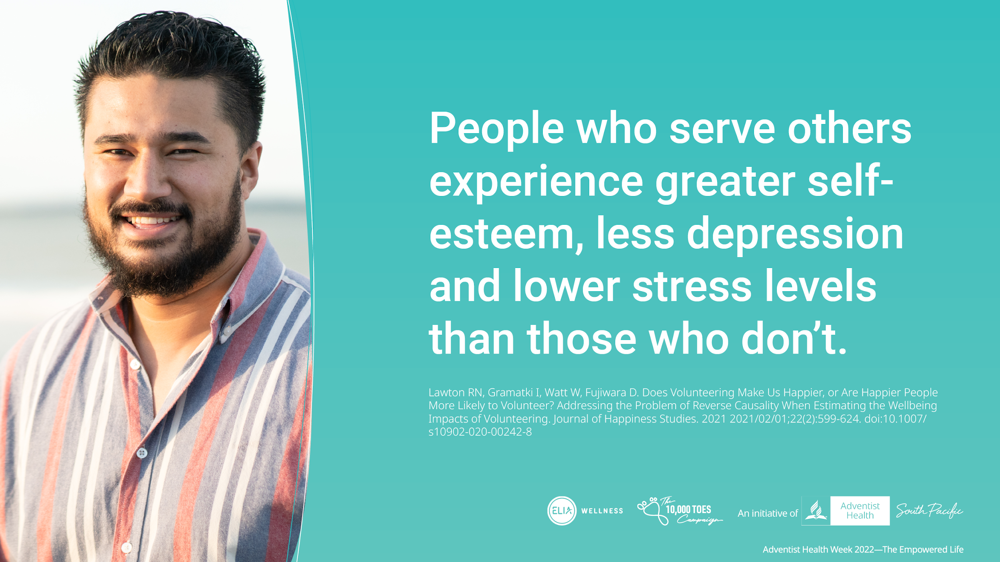 People who serve others
experience greater self-
esteem, less depression
and lower stress levels
than those who don’t.
Lawton RN, Gramatki I, Watt W, Fujiwara D. Does Volunteering Make Us Happier, or Are Happier People
More Likely to Volunteer? Addressing the Problem of Reverse Causality When Estimating the Wellbeing
Impacts of Volunteering. Journal of Happiness Studies. 2021 2021/02/01;22(2):599-624. doi:10.1007/
s10902-020-00242-8
ELIA WELLNESS
The
10,000 TOES
Campaign
An initiative of
Adventist
Health
South Pacific
Adventist Health Week 2022—The Empowered Life